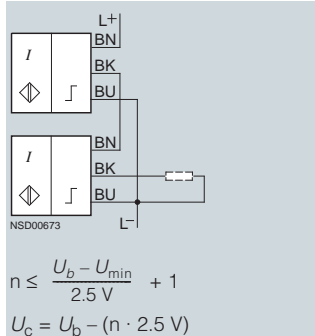 L+
BN
I
BK
BU
BN
I
BK
BU
NSD00673
L–
n ≤ (U_b – U_min) / 2.5 V + 1
U_c = U_b – (n · 2.5 V)